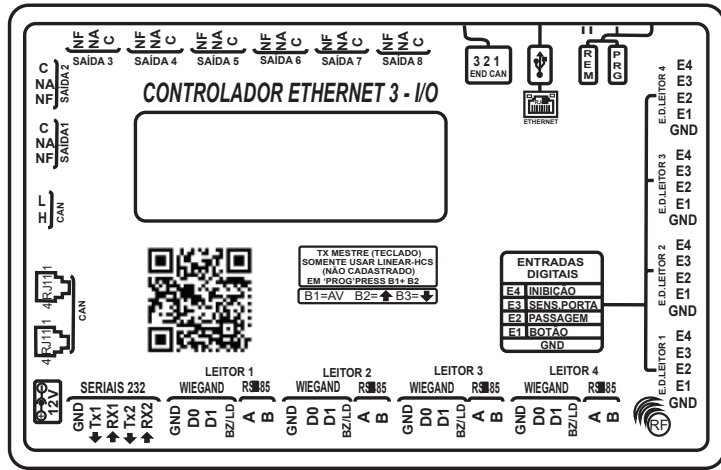 NF NA C NF NA C NF NA C NF NA C NF NA C NF NA C
SAÍDA 3 SAÍDA 4 SAÍDA 5 SAÍDA 6 SAÍDA 7 SAÍDA 8
3 2 1
END CAN
ETHERNET
REM
PRG
C
NA
NF
SAÍDA 2
C
NA
NF
SAÍDA1
L
H
CAN
4 RJ11 1
4 RJ11 1
CAN
12V
CONTROLADOR ETHERNET 3 - I/O
TX MESTRE (TECLADO)
SOMENTE USAR LINEAR-HCS
(NÃO CADASTRADO)
EM 'PROG'PRESS B1+ B2
B1=AV B2=⬆ B3=⬇
ENTRADAS
DIGITAIS
E4 INIBIÇÃO
E3 SENS.PORTA
E2 PASSAGEM
E1 BOTÃO
GND
E.D.LEITOR 4
E4
E3
E2
E1
GND
E.D.LEITOR 3
E4
E3
E2
E1
GND
E.D.LEITOR 2
E4
E3
E2
E1
GND
E.D.LEITOR 1
E4
E3
E2
E1
GND
RF
SERIAIS 232
GND Tx1 RX1 Tx2 RX2
LEITOR 1
WIEGAND RS485
GND D0 D1 BZ/LD A B
LEITOR 2
WIEGAND RS485
GND D0 D1 BZ/LD A B
LEITOR 3
WIEGAND RS485
GND D0 D1 BZ/LD A B
LEITOR 4
WIEGAND RS485
GND D0 D1 BZ/LD A B